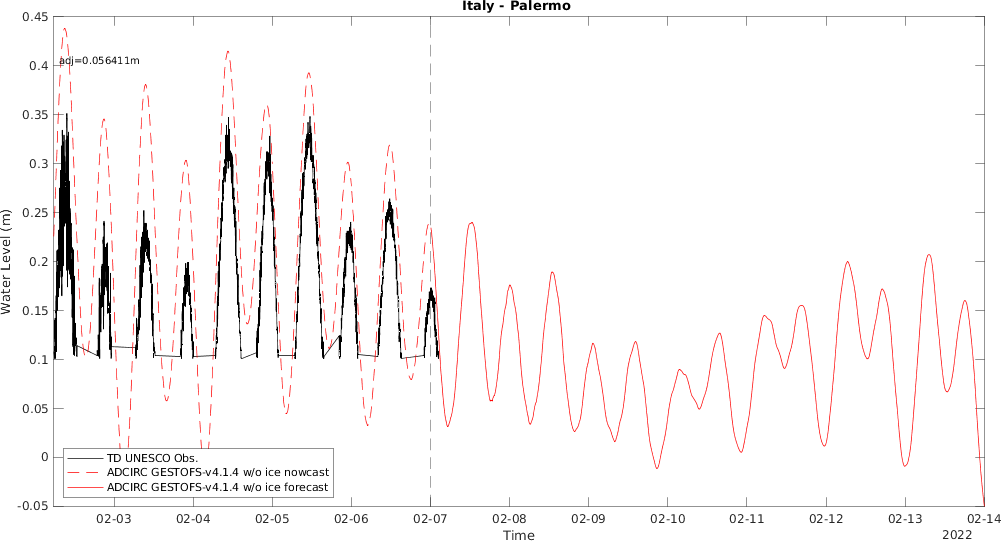 Italy - Palermo
0.45
adj=0.056411m
0.4
0.35
0.3
0.25
0.2
0.15
0.1
0.05
0
-0.05
Water Level (m)
TD UNESCO Obs.
ADCIRC GESTOFS-v4.1.4 w/o ice nowcast
ADCIRC GESTOFS-v4.1.4 w/o ice forecast
02-03 02-04 02-05 02-06 02-07 02-08 02-09 02-10 02-11 02-12 02-13 02-14
Time
2022